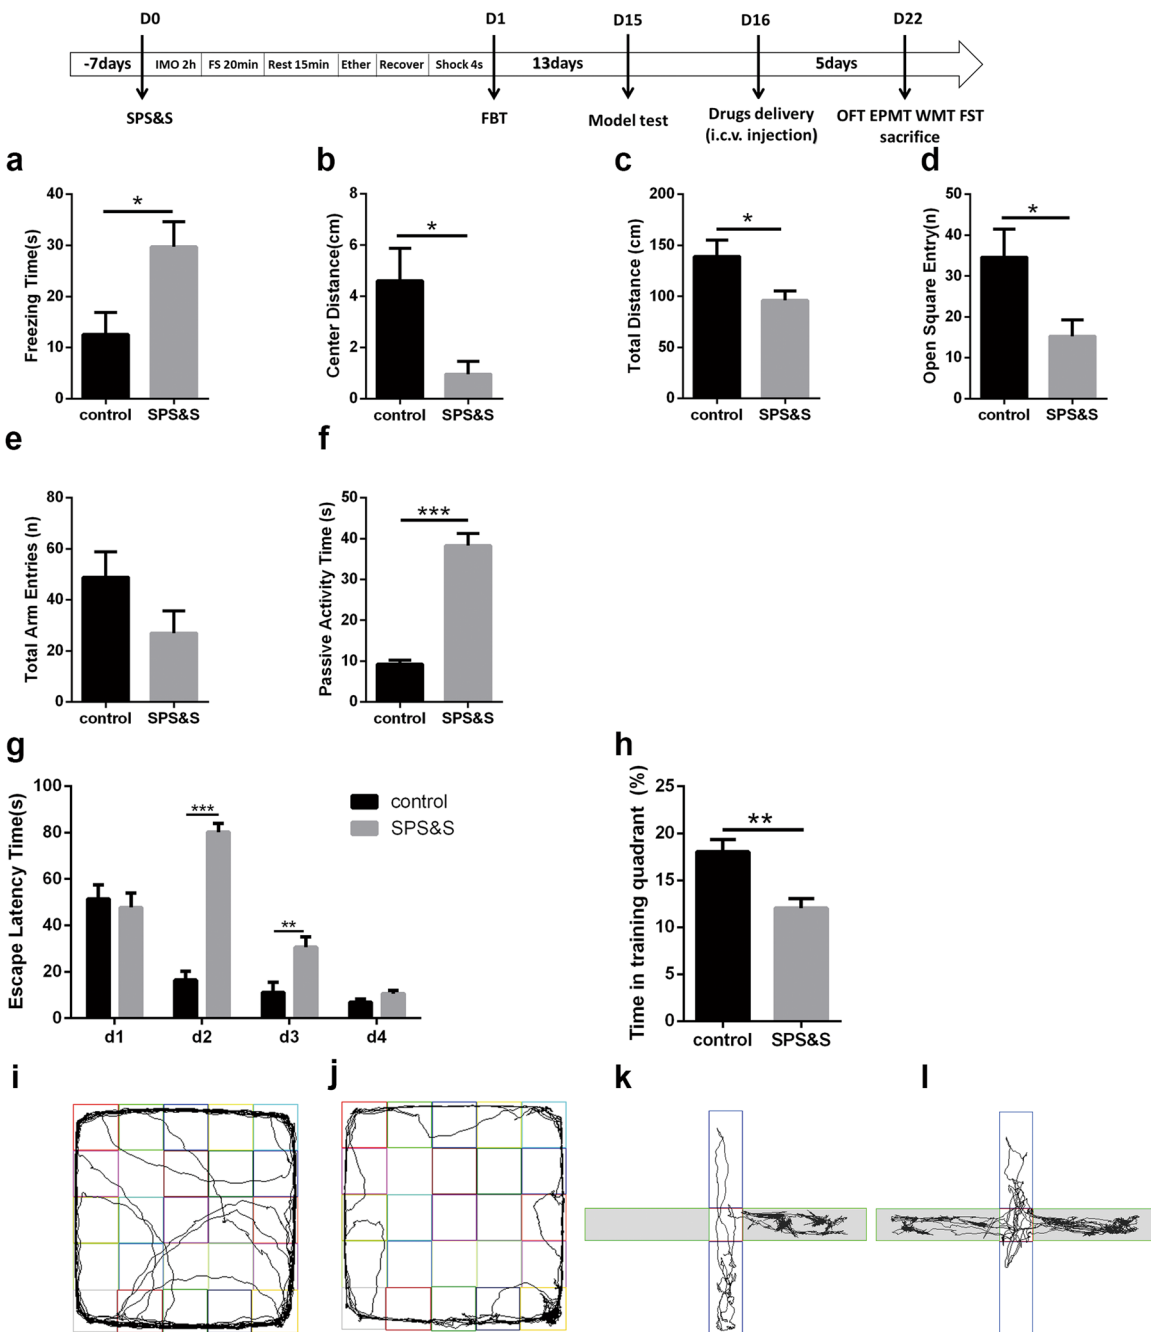 D0 D1 D15 D16 D22
-7days IMO 2h FS 20min Rest 15min Ether Recover Shock 4s 13days 5days
SPS&S FBT Model test Drugs delivery OFT EPMT WMT FST
(i.c.v. injection) sacrifice
a
Freezing Time(s)
40
30
20
10
0
*
control SPS&S
b
Center Distance(cm)
8
6
4
2
0
*
control SPS&S
c
Total Distance (cm)
200
150
100
50
0
*
control SPS&S
d
Open Square Entry(n)
50
40
30
20
10
0
*
control SPS&S
e
Total Arm Entries (n)
80
60
40
20
0
control SPS&S
f
Passive Activity Time (s)
50
40
30
20
10
0
***
control SPS&S
g
Escape Latency Time(s)
100
80
60
40
20
0
***
**
control
SPS&S
d1 d2 d3 d4
h
Time in training quadrant (%)
25
20
15
10
5
0
**
control SPS&S
i
j
k
l